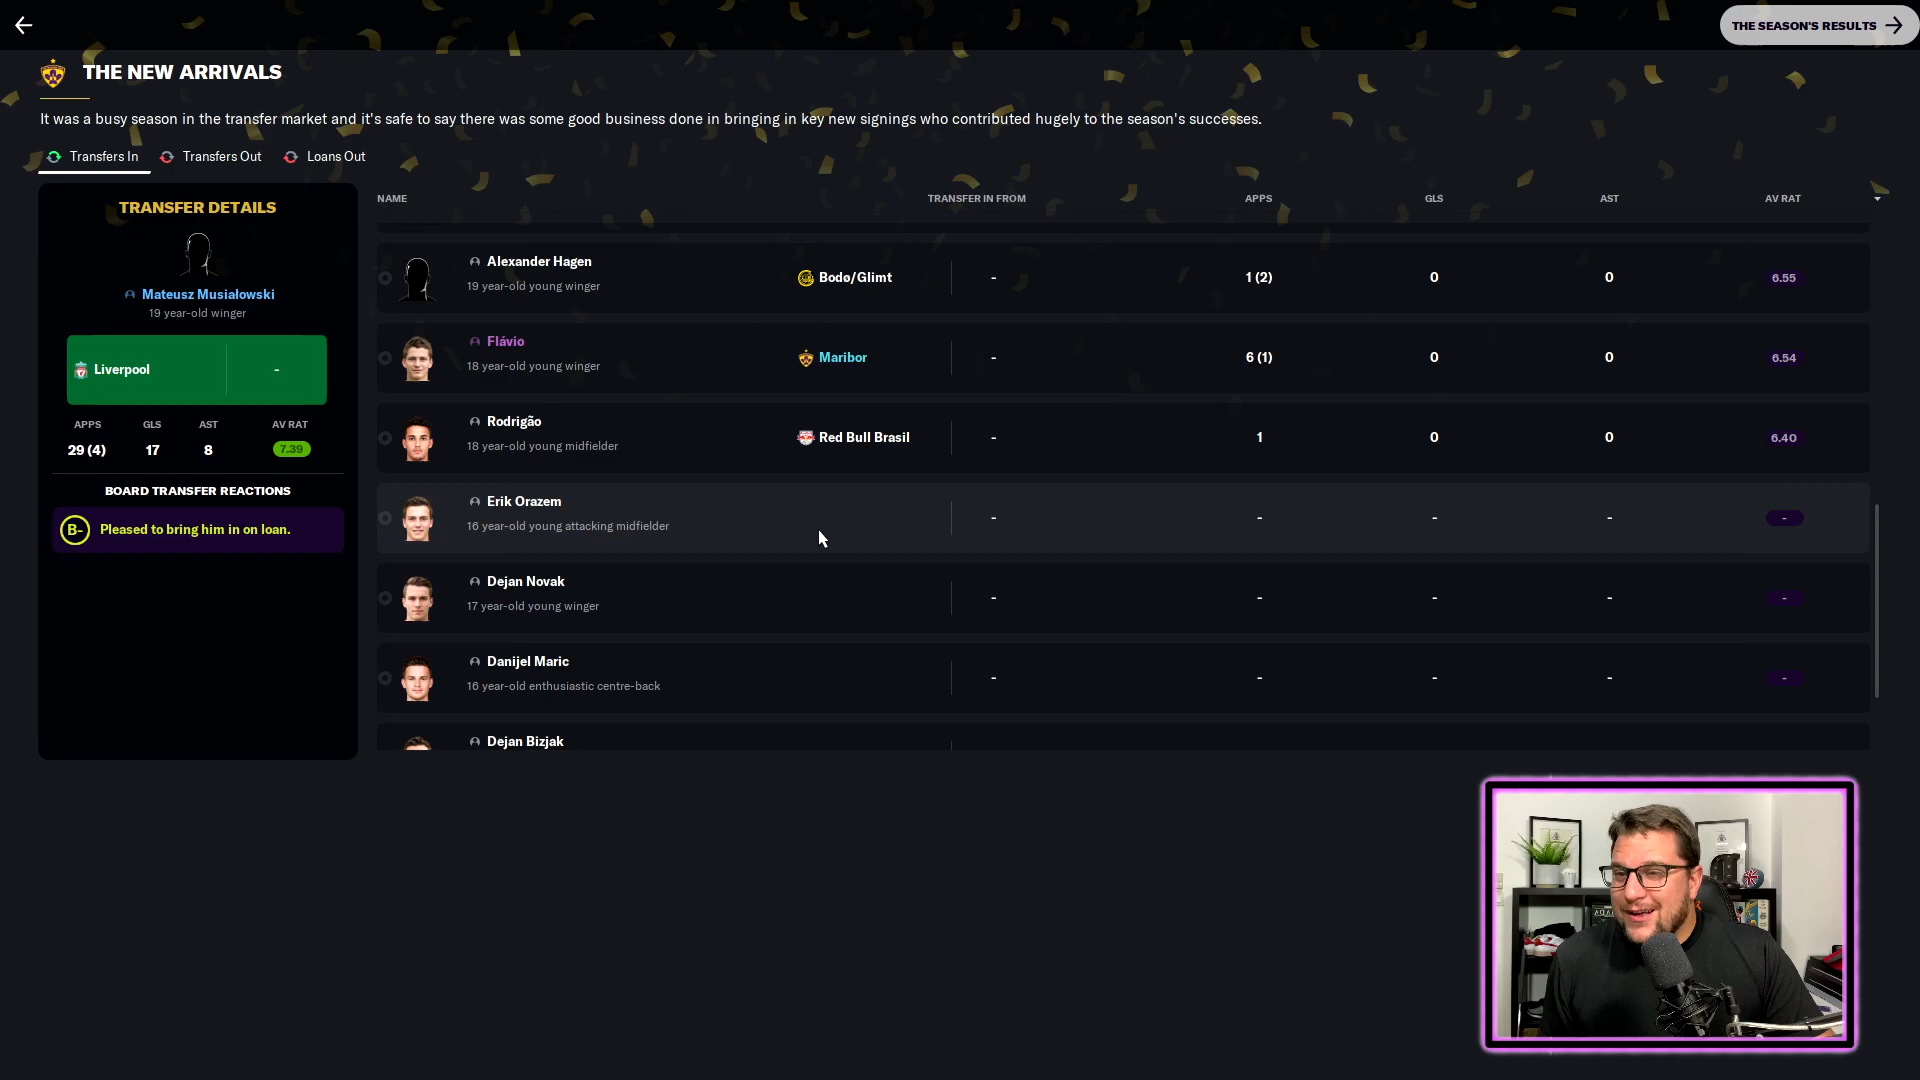 THE SEASON'S RESULTS
THE NEW ARRIVALS
It was a busy season in the transfer market and it's safe to say there was some good business done in bringing in key new signings who contributed hugely to the season's successes.
Transfers In Transfers Out Loans Out
TRANSFER DETAILS
Mateusz Musialowski
19 year-old winger
Liverpool -
APPS GLS AST AV RAT
29 (4) 17 8 7.39
BOARD TRANSFER REACTIONS
B- Pleased to bring him in on loan.
NAME TRANSFER IN FROM APPS GLS AST AV RAT
Alexander Hagen
19 year-old young winger
Bodø/Glimt - 1 (2) 0 0 6.55
Flávio
18 year-old young winger
Maribor - 6 (1) 0 0 6.54
Rodrigão
18 year-old young midfielder
Red Bull Brasil - 1 0 0 6.40
Erik Orazem
16 year-old young attacking midfielder
- - - - -
Dejan Novak
17 year-old young winger
- - - - -
Danijel Maric
16 year-old enthusiastic centre-back
- - - - -
Dejan Bizjak